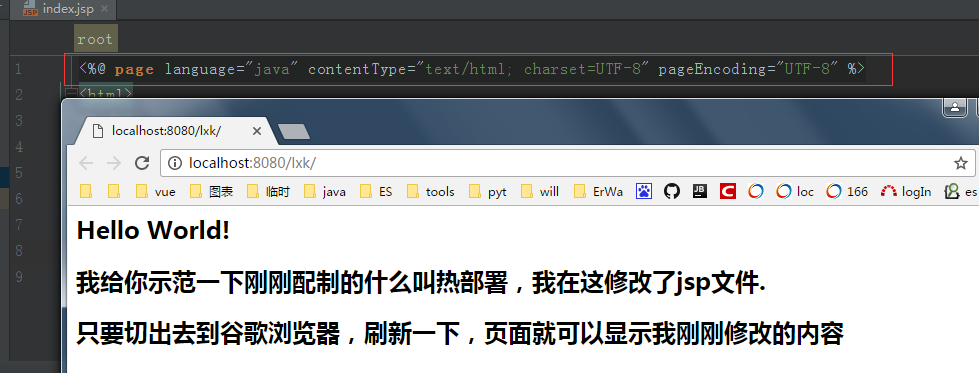 index.jsp
root
1 <%@ page language="java" contentType="text/html; charset=UTF-8" pageEncoding="UTF-8" %>
2 <html>
3
4
5
6
7
8
9
localhost:8080/lxk/
localhost:8080/lxk/
vue 图表 临时 java ES tools pyt will ErWa loc 166 logIn es
Hello World!
我给你示范一下刚刚配制的什么叫热部署，我在这修改了jsp文件.
只要切出去到谷歌浏览器，刷新一下，页面就可以显示我刚刚修改的内容